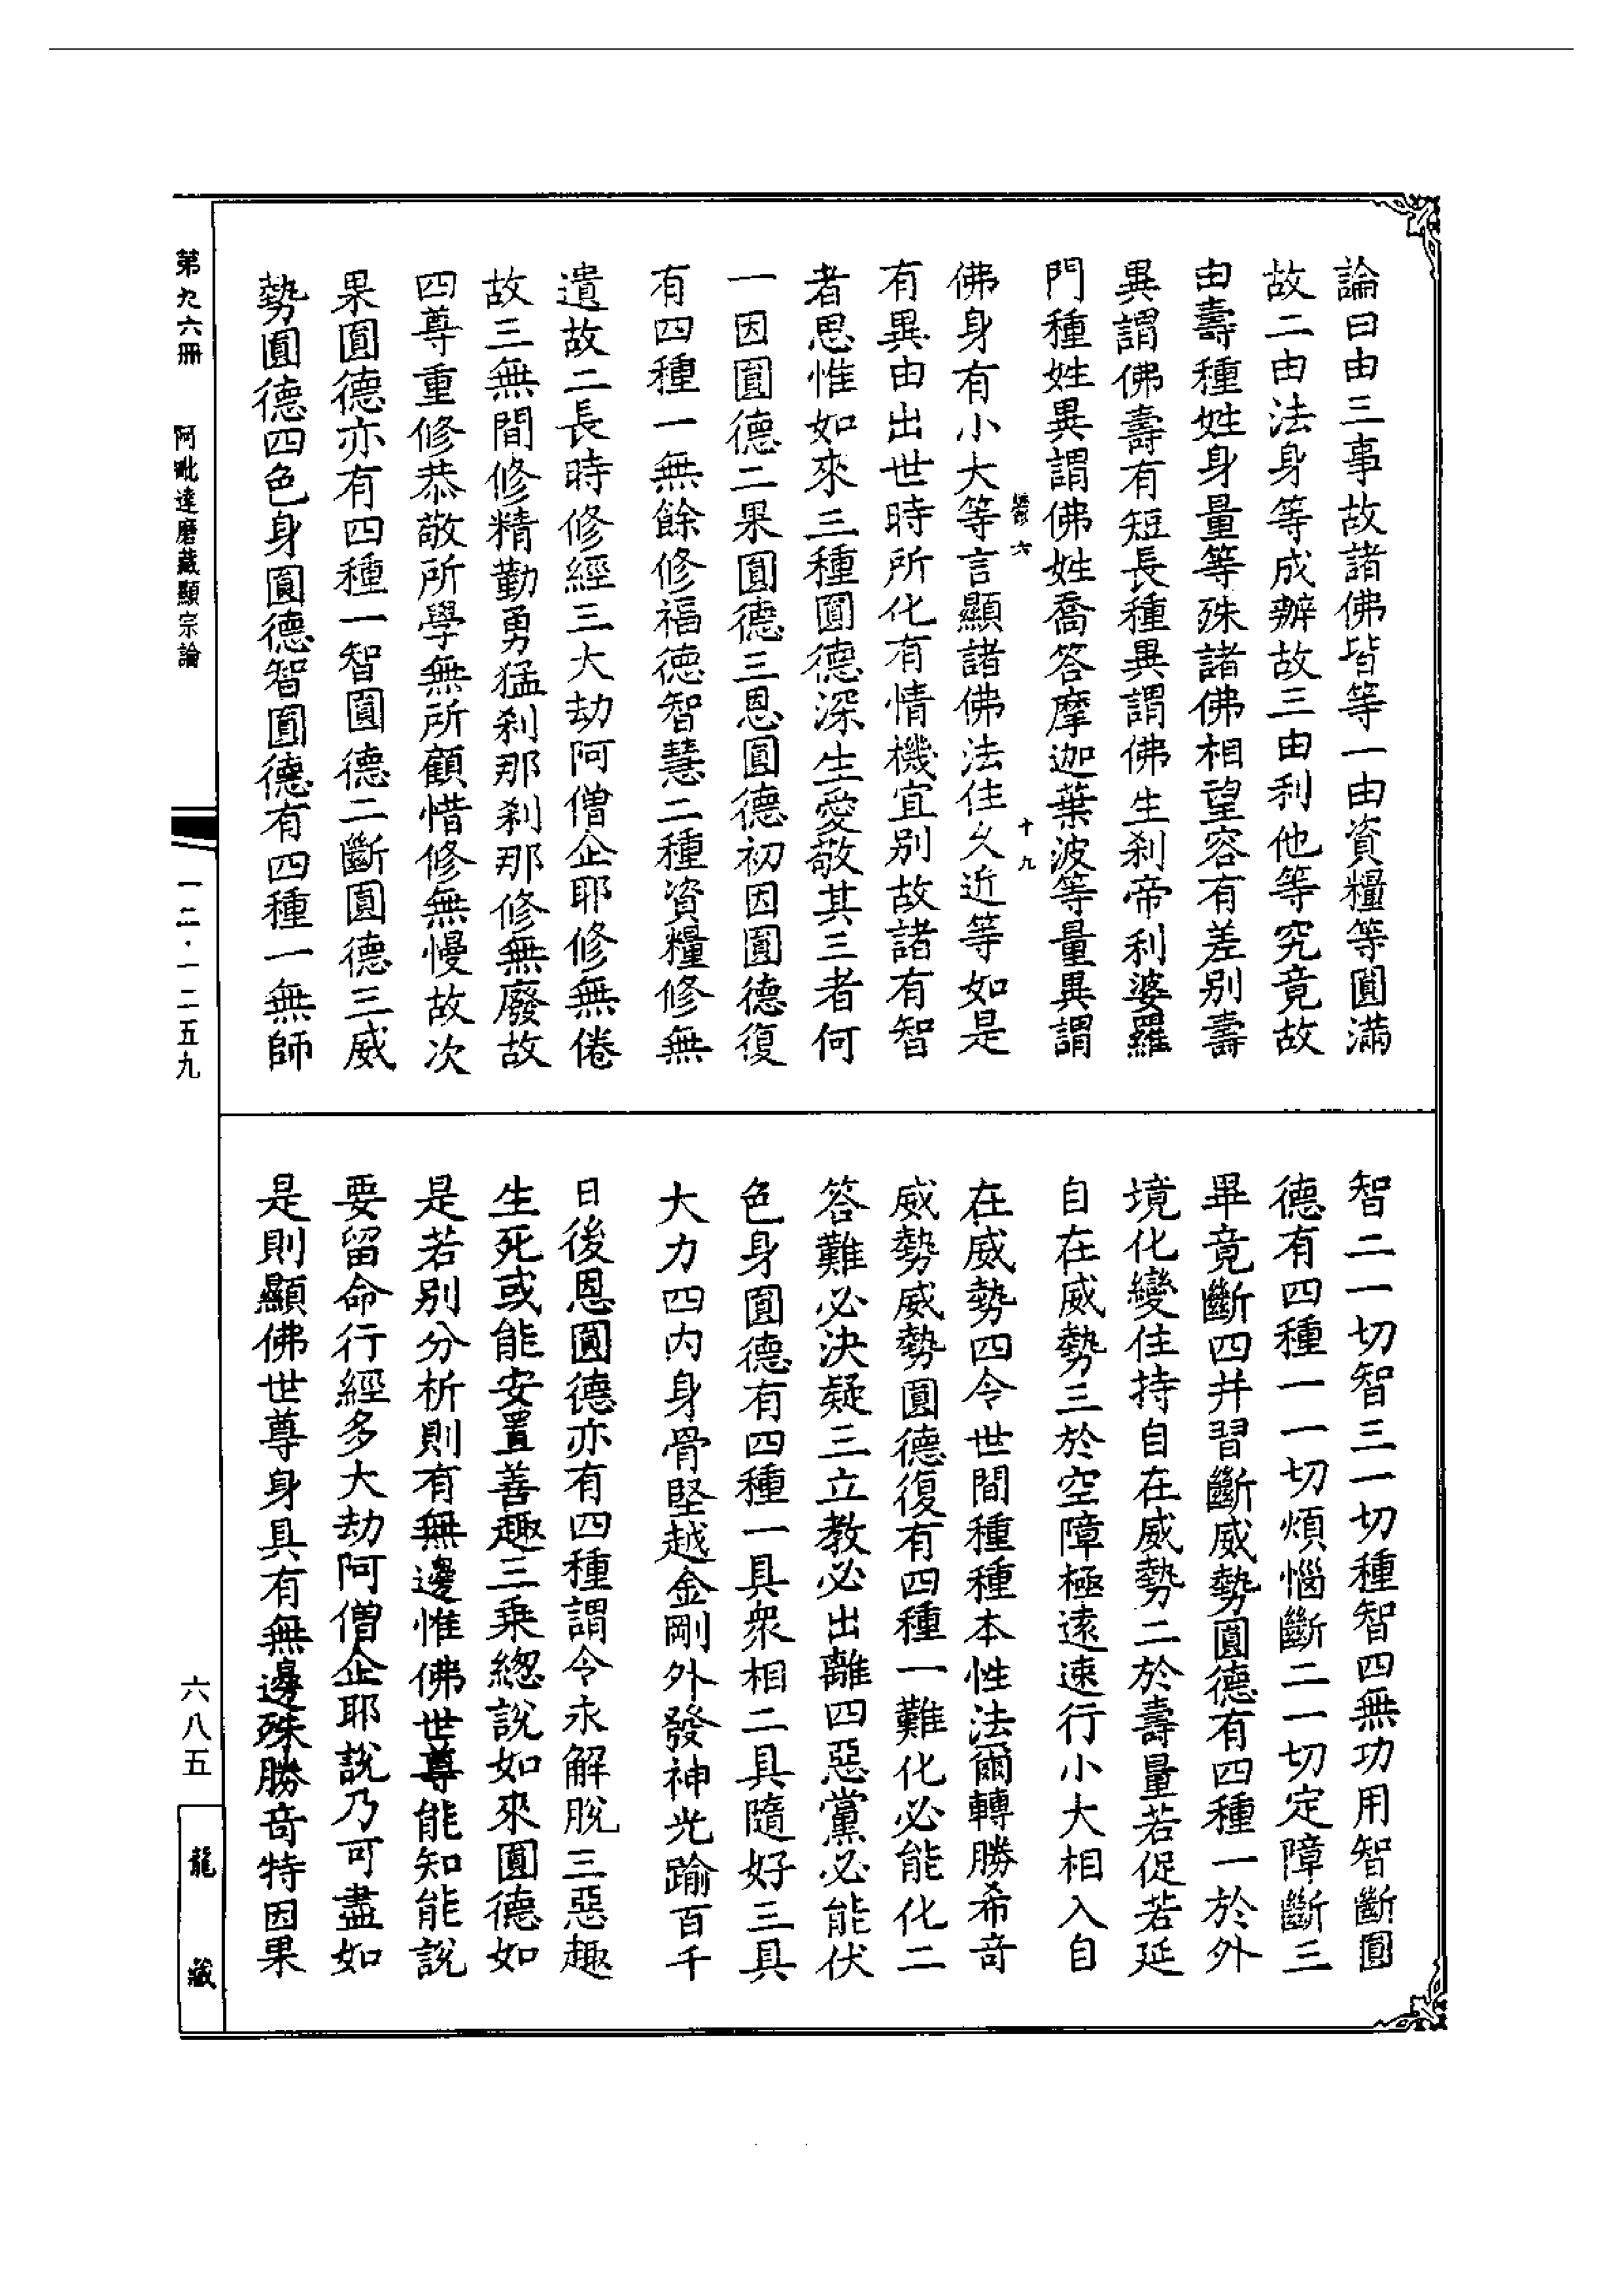 論曰由三事故諸佛皆等一由資糧等圓滿
故二由法身等成辦故三由利他等究竟故
由壽種姓身量等殊諸佛相望容有差別壽
異謂佛壽有短長種異謂佛生刹帝利婆羅
門種姓異謂佛姓喬答摩迦葉波等量異謂
六 十九
佛身有小大等言顯諸佛法住久近等如是
有異由出世時所化有情機宜別故諸有智
者思惟如來三種圓德深生愛敬其三者何
一因圓德二果圓德三恩圓德初因圓德復
有四種一無餘修福德智慧二種資糧修無
遺故二長時修經三大劫阿僧企耶修無倦
故三無間修精勤勇猛刹那刹那修無廢故
四尊重修恭敬所學無所顧惜修無慢故次
果圓德亦有四種一智圓德二斷圓德三威
勢圓德四色身圓德智圓德有四種一無師
智二一切智三一切種智四無功用智斷圓
德有四種一一切煩惱斷二一切定障斷三
畢竟斷四并習斷威勢圓德有四種一於外
境化變住持自在威勢二於壽量若促若延
自在威勢三於空障極遠速行小大相入自
在威勢四令世間種種本性法爾轉勝希奇
威勢威勢圓德復有四種一難化必能化二
答難必決疑三立教必出離四惡黨必能伏
色身圓德有四種一具衆相二具隨好三具
大力四内身骨堅越金剛外發神光踰百千
日後恩圓德亦有四種謂令永解脫三惡趣
生死或能安置善趣三乗總說如來圓德如
是若別分析則有無邊惟佛世尊能知能說
要留命行經多大劫阿僧企耶說乃可盡如
是則顯佛世尊身具有無邊殊勝奇特因果
第九六冊 阿毗達磨藏顯宗論 一二·一二五九 六八五 龍藏